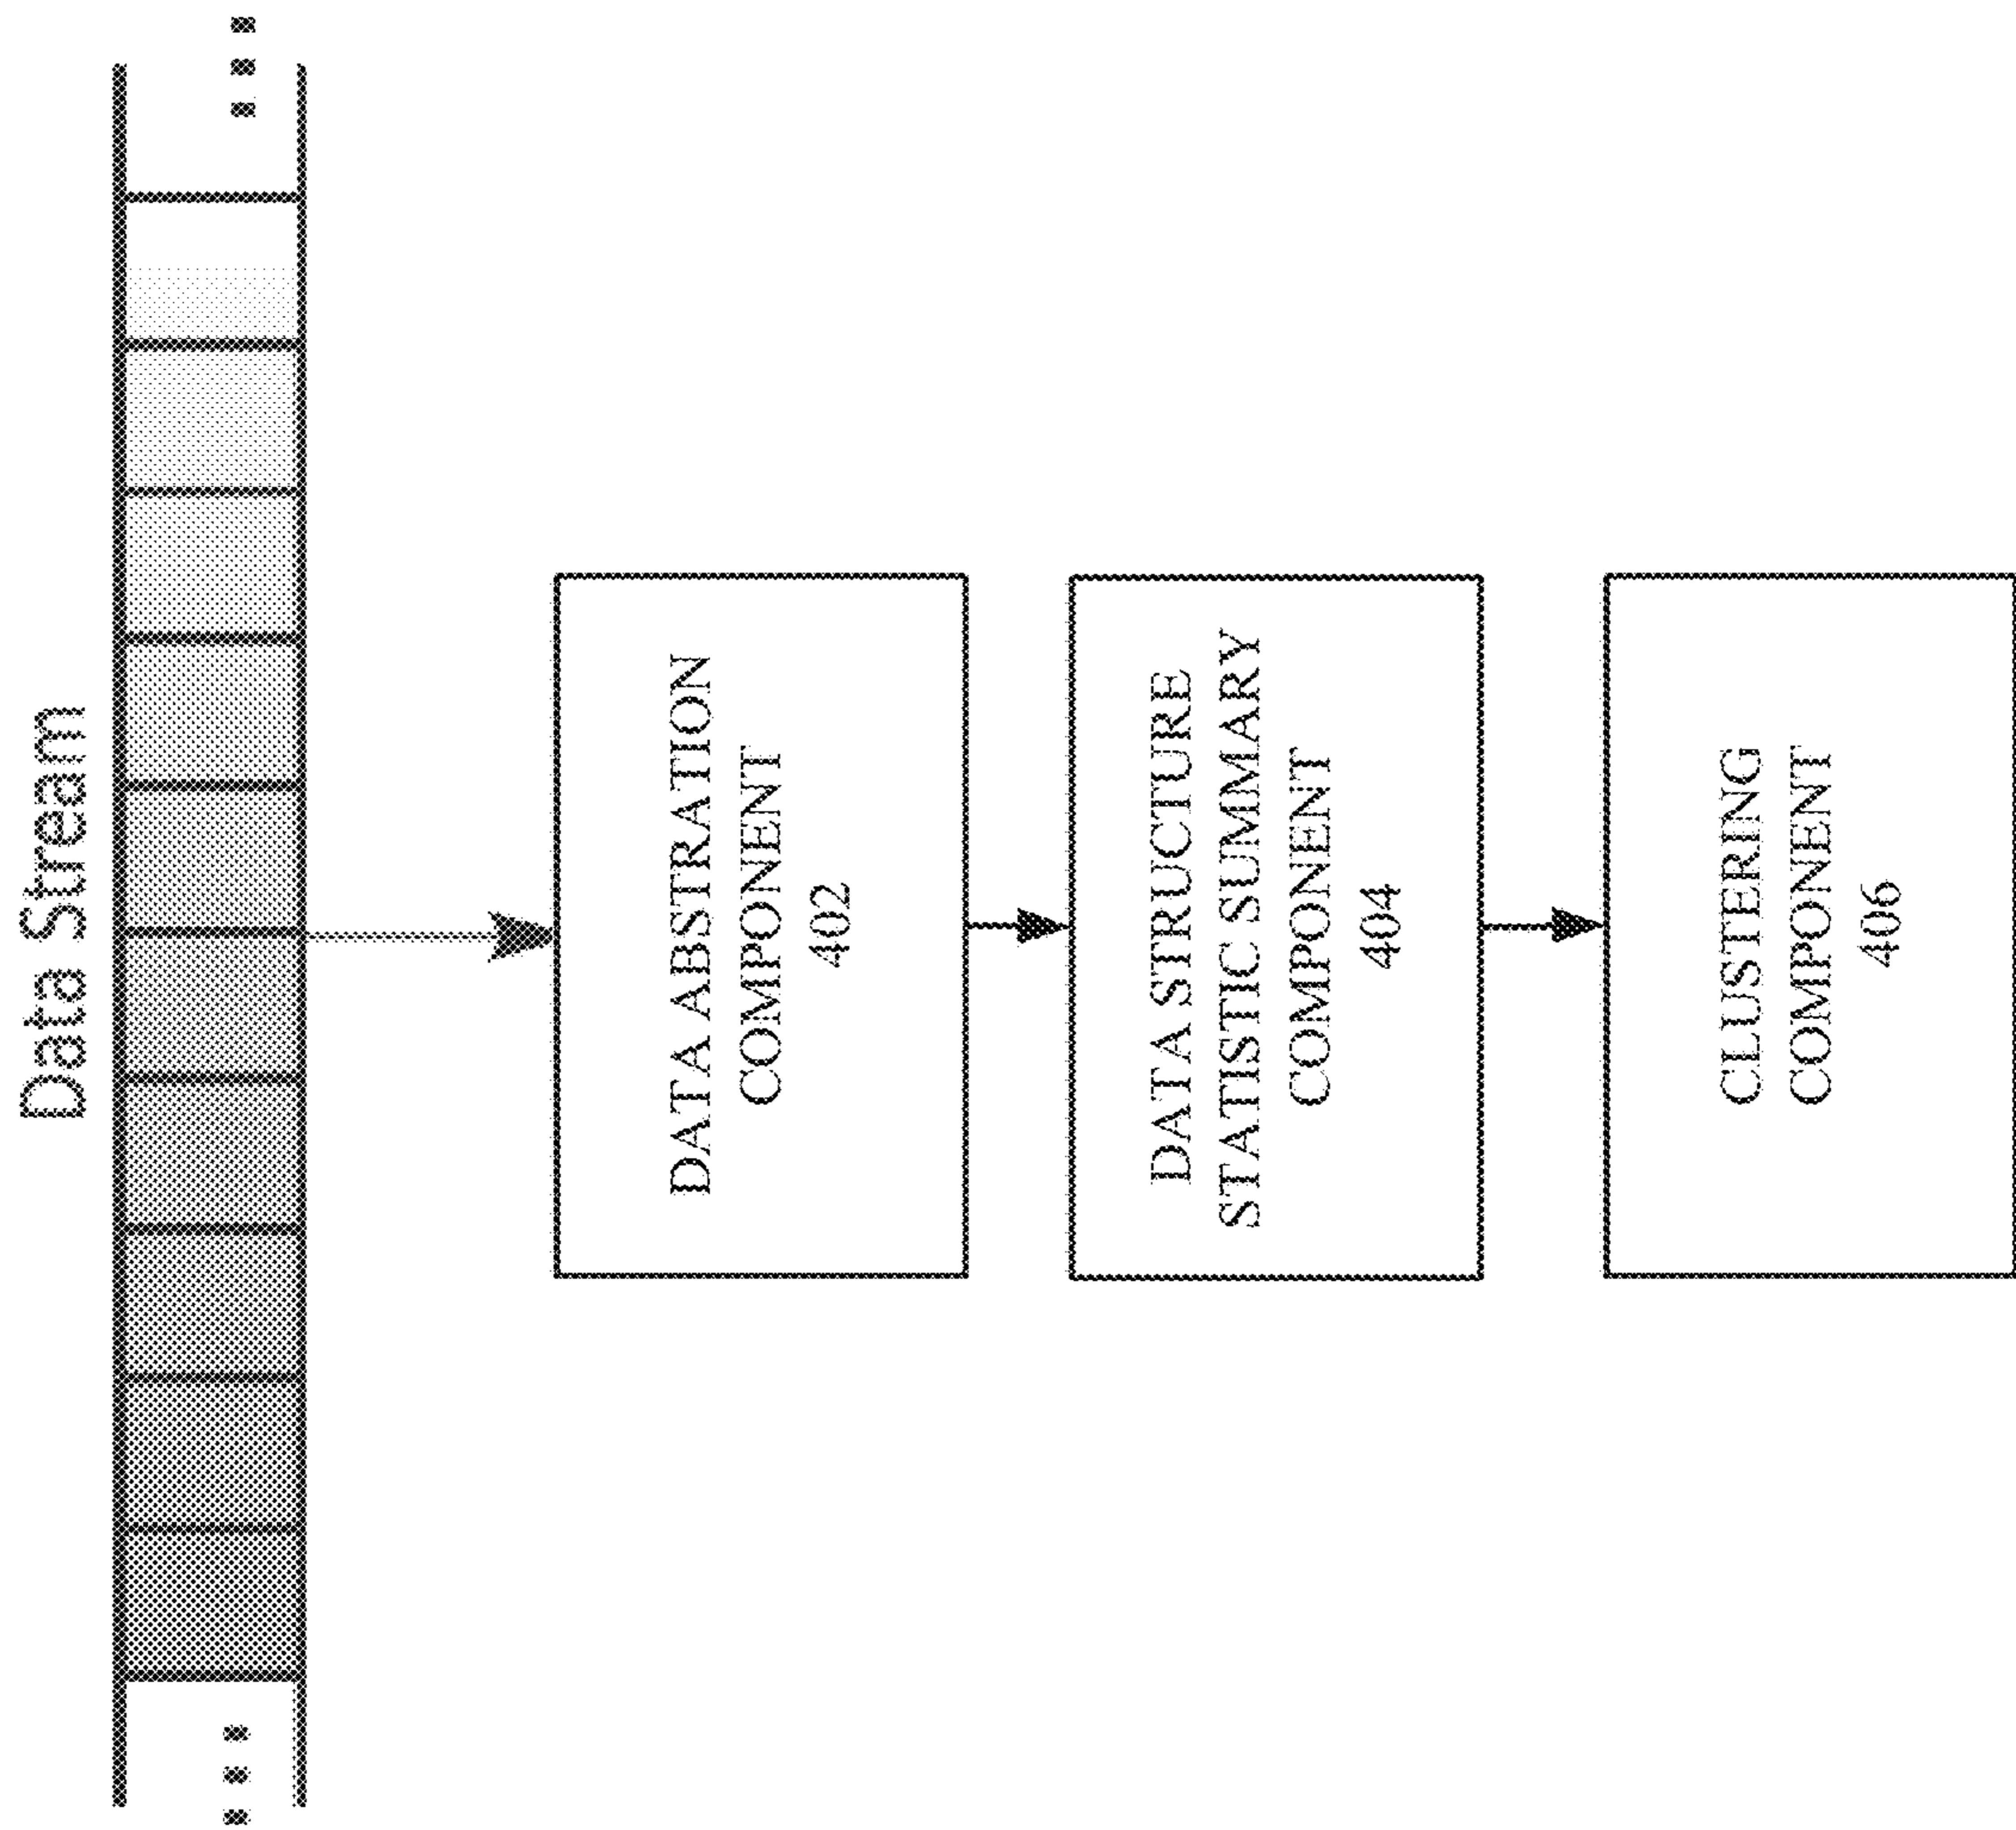 Data Stream
DATA ABSTRATION
COMPONENT
402
DATA STRUCTURE
STATISTIC SUMMARY
COMPONENT
404
CLUSTERING
COMPONENT
406